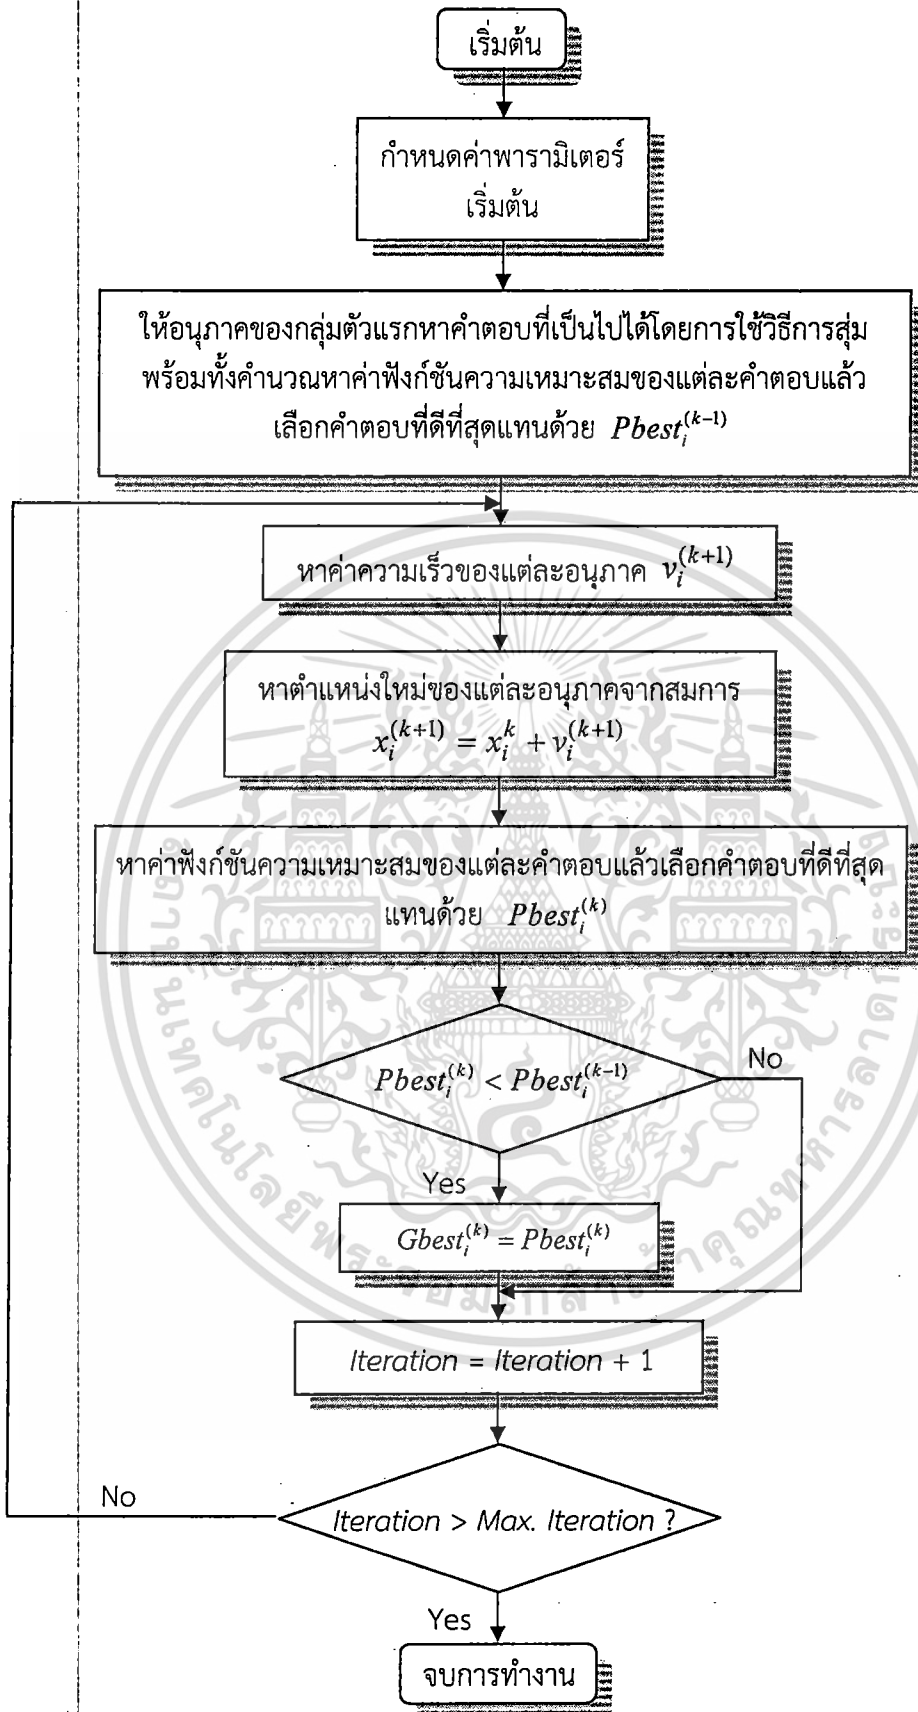 เริ่มต้น
กำหนดค่าพารามิเตอร์
เริ่มต้น
ให้อนุภาคของกลุ่มตัวแรกหาคำตอบที่เป็นไปได้โดยการใช้วิธีการสุ่ม
พร้อมทั้งคำนวณหาค่าฟังก์ชันความเหมาะสมของแต่ละคำตอบแล้ว
เลือกคำตอบที่ดีที่สุดแทนด้วย Pbest_i^{(k-1)}
หาค่าความเร็วของแต่ละอนุภาค v_i^{(k+1)}
หาตำแหน่งใหม่ของแต่ละอนุภาคจากสมการ
x_i^{(k+1)} = x_i^k + v_i^{(k+1)}
หาค่าฟังก์ชันความเหมาะสมของแต่ละคำตอบแล้วเลือกคำตอบที่ดีที่สุด
แทนด้วย Pbest_i^{(k)}
Pbest_i^{(k)} < Pbest_i^{(k-1)}
No
Yes
Gbest_i^{(k)} = Pbest_i^{(k)}
Iteration = Iteration + 1
No
Iteration > Max. Iteration ?
Yes
จบการทำงาน